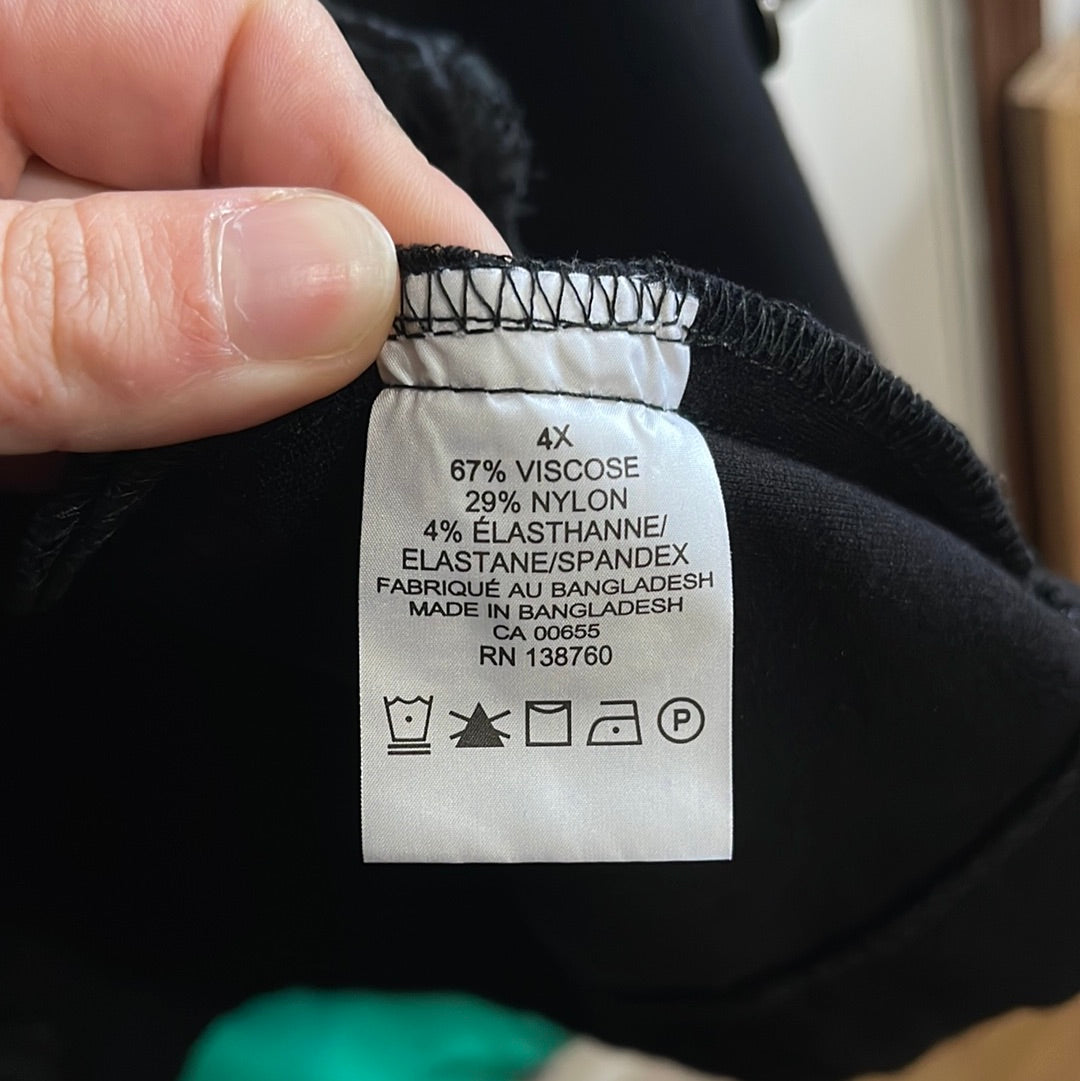 4X
67% VISCOSE
29% NYLON
4% ÉLASTHANNE/
ELASTANE/SPANDEX
FABRIQUÉ AU BANGLADESH
MADE IN BANGLADESH
CA 00655
RN 138760
P